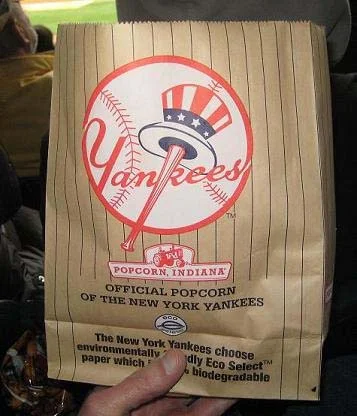 Yankees
TM
POPCORN, INDIANA
OFFICIAL POPCORN
OF THE NEW YORK YANKEES
ECO
The New York Yankees choose
environmentally Eco Select™
paper which % biodegradable